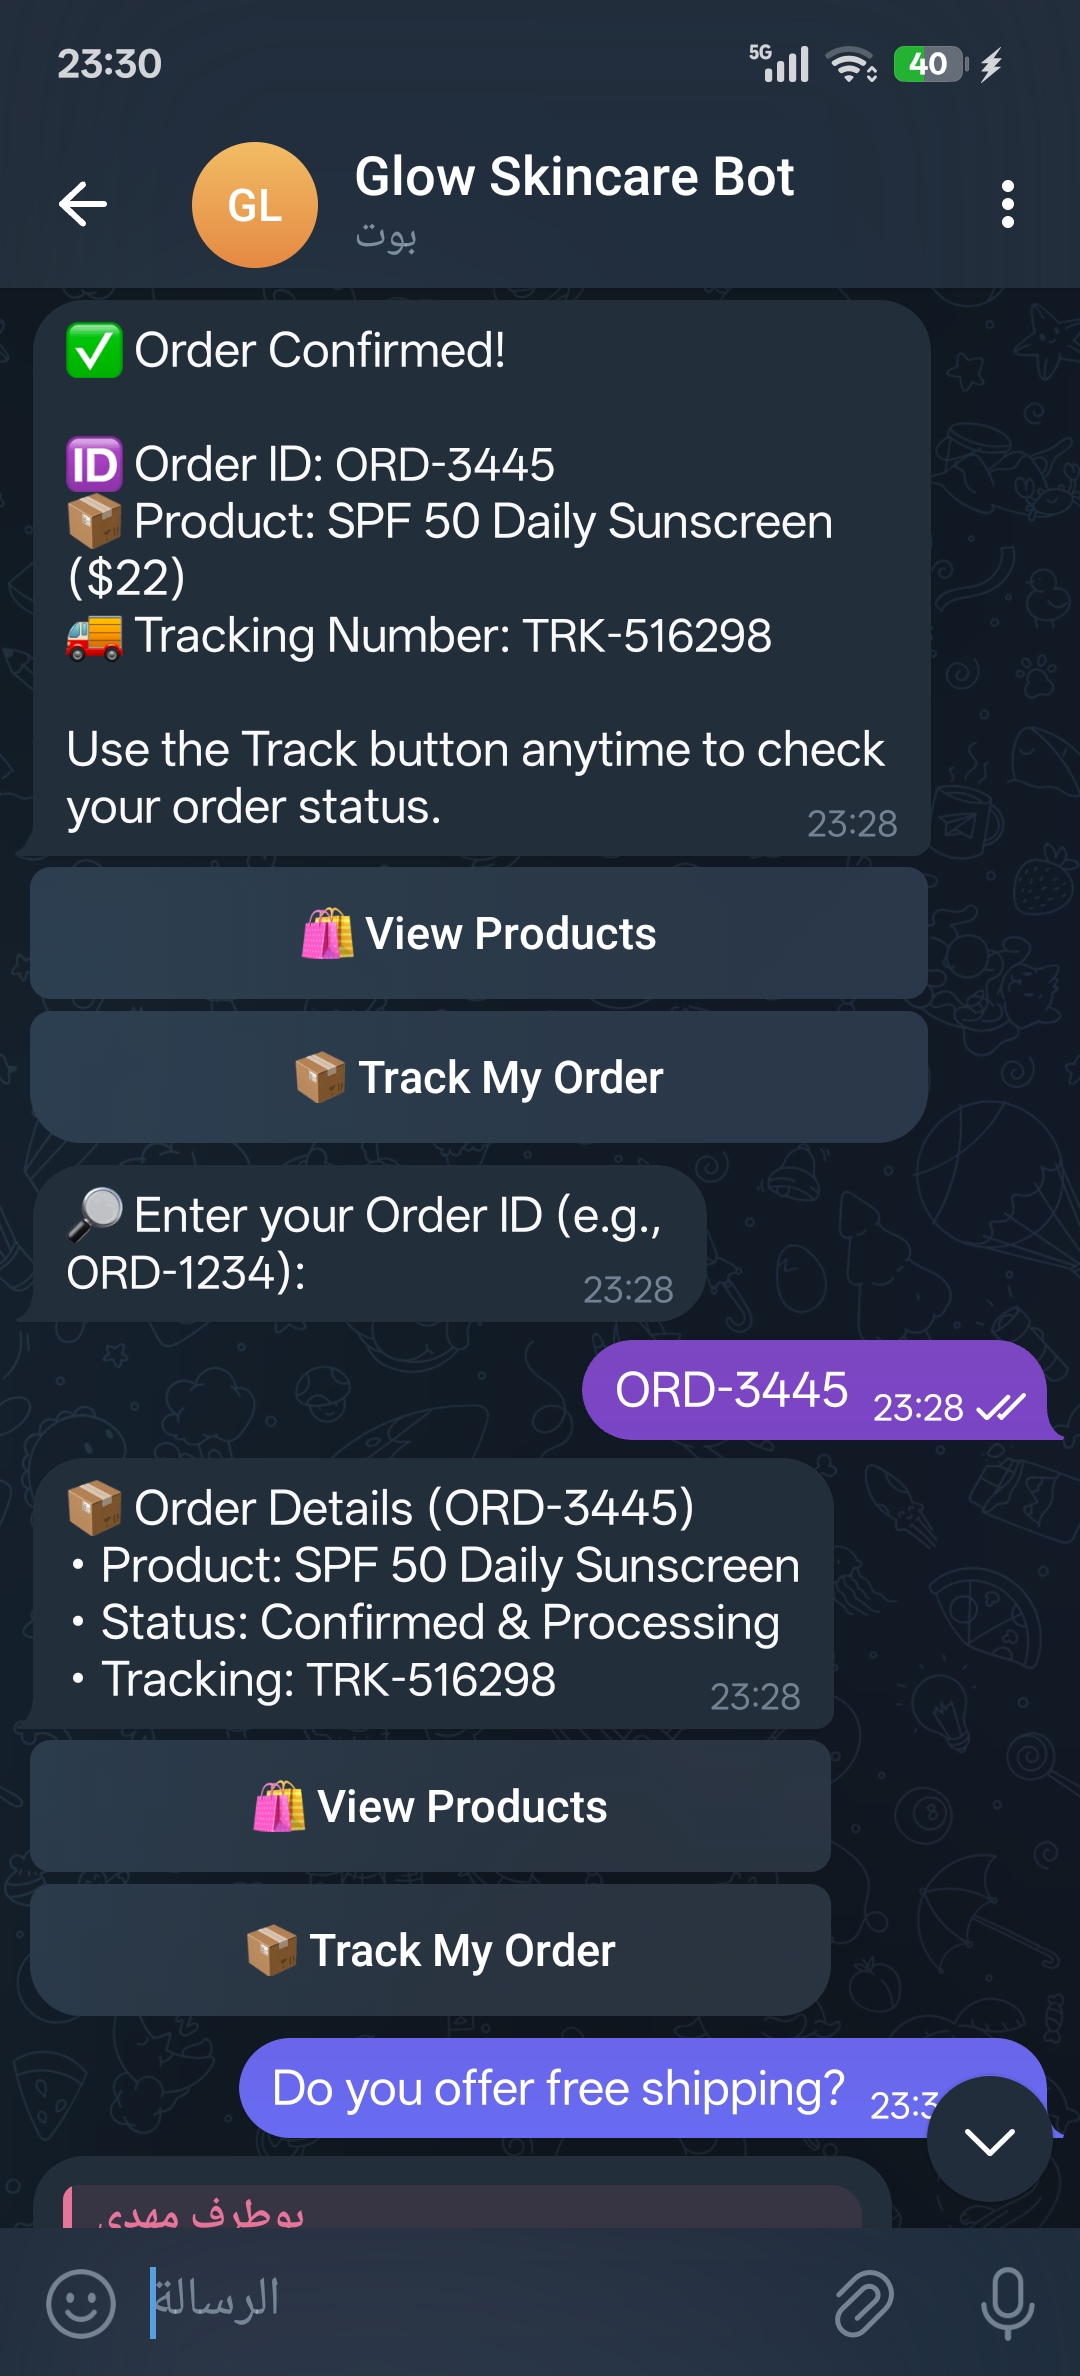 23:30
5G
40
GL
Glow Skincare Bot
بوت
✅ Order Confirmed!
🆔 Order ID: ORD-3445
📦 Product: SPF 50 Daily Sunscreen
($22)
🚚 Tracking Number: TRK-516298
Use the Track button anytime to check
your order status.
23:28
🛍️ View Products
📦 Track My Order
🔎 Enter your Order ID (e.g.,
ORD-1234):
23:28
ORD-3445 23:28
📦 Order Details (ORD-3445)
• Product: SPF 50 Daily Sunscreen
• Status: Confirmed & Processing
• Tracking: TRK-516298
23:28
🛍️ View Products
📦 Track My Order
Do you offer free shipping? 23:3
بوطرف مهدي
الرسالة